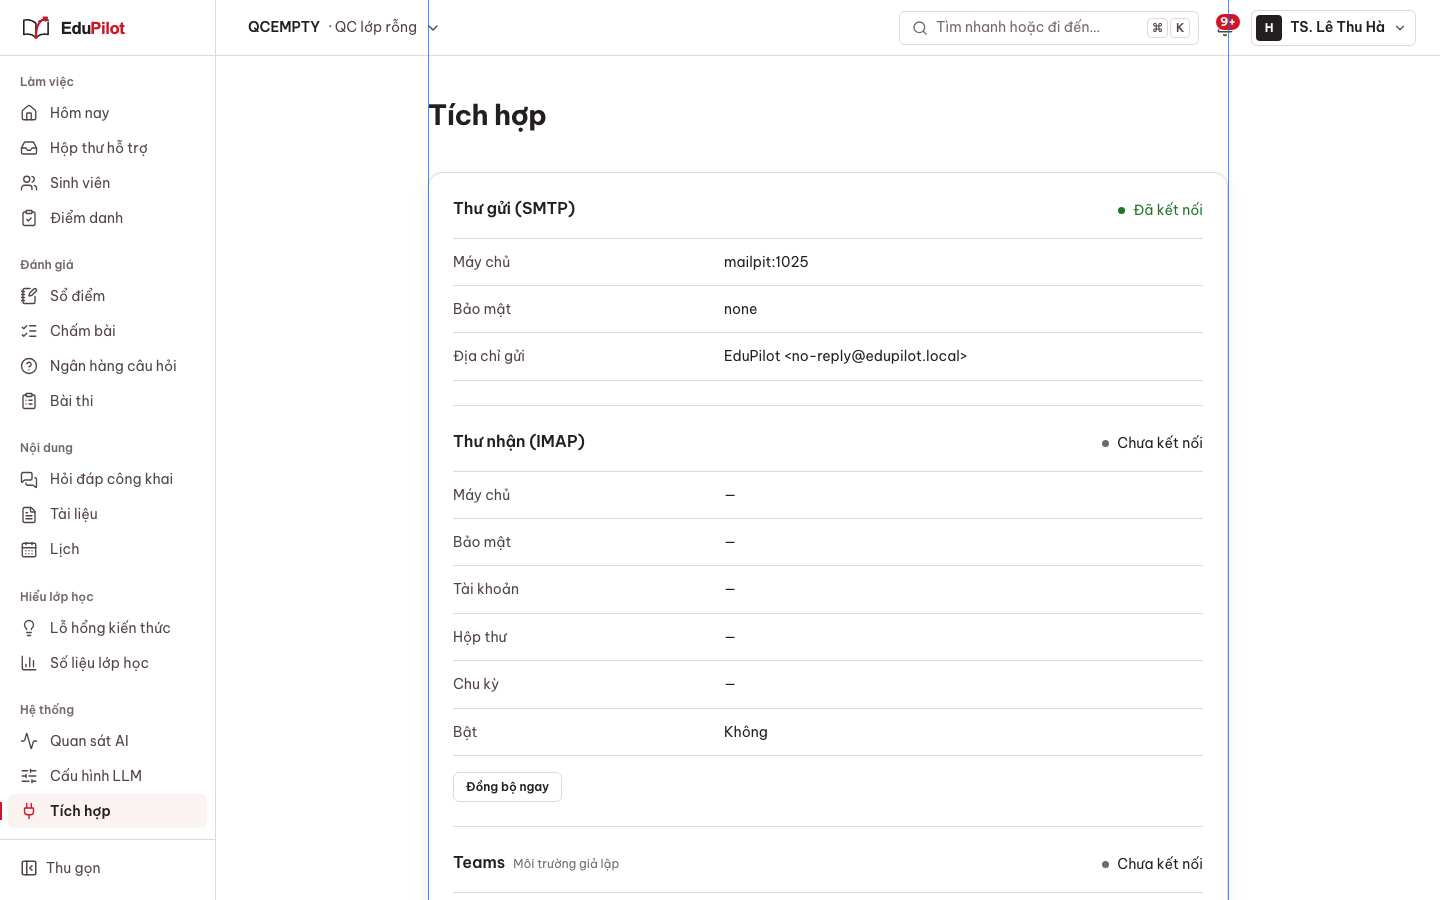 EduPilot
QCEMPTY · QC lớp rỗng
Tìm nhanh hoặc đi đến...
⌘ K
9+
H
TS. Lê Thu Hà
Làm việc
Hôm nay
Hộp thư hỗ trợ
Sinh viên
Điểm danh
Đánh giá
Sổ điểm
Chấm bài
Ngân hàng câu hỏi
Bài thi
Nội dung
Hỏi đáp công khai
Tài liệu
Lịch
Hiểu lớp học
Lỗ hổng kiến thức
Số liệu lớp học
Hệ thống
Quan sát AI
Cấu hình LLM
Tích hợp
Thu gọn
Tích hợp
Thư gửi (SMTP) Đã kết nối
Máy chủ mailpit:1025
Bảo mật none
Địa chỉ gửi EduPilot <no-reply@edupilot.local>
Thư nhận (IMAP) Chưa kết nối
Máy chủ —
Bảo mật —
Tài khoản —
Hộp thư —
Chu kỳ —
Bật Không
Đồng bộ ngay
Teams Môi trường giả lập Chưa kết nối